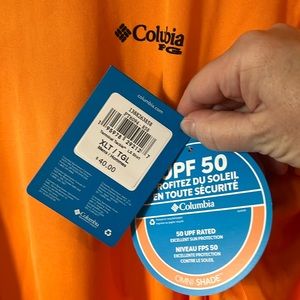 Columbia
PFG
columbia.com
XLT / TGL
40.00
UPF 50
PROFITEZ DU SOLEIL
EN TOUTE SÉCURITÉ
Columbia
50 UPF RATED
EXCELLENT SUN PROTECTION
NIVEAU FPS 50
EXCELLENTE PROTECTION
CONTRE LE SOLEIL
OMNI-SHADE
Columbia